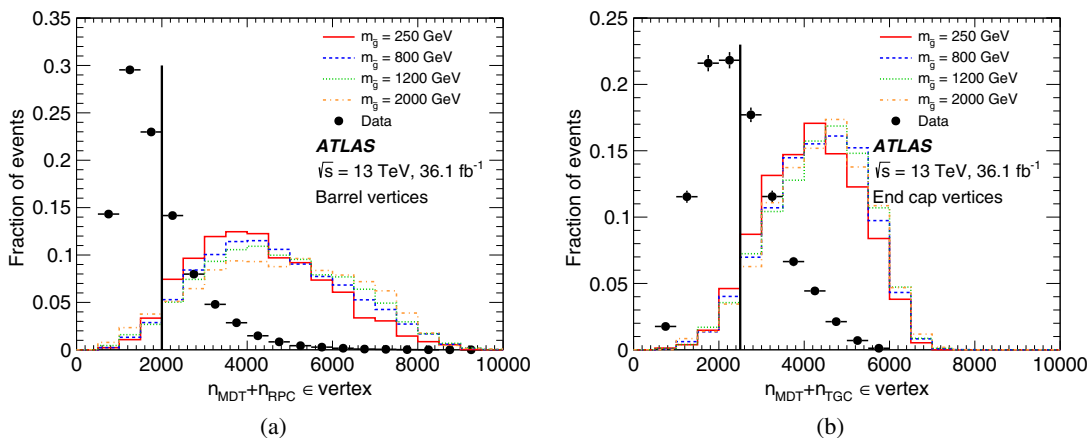 0.35
0.3
0.25
0.2
0.15
0.1
0.05
0
Fraction of events
m_g̃ = 250 GeV
m_g̃ = 800 GeV
m_g̃ = 1200 GeV
m_g̃ = 2000 GeV
Data
ATLAS
√s = 13 TeV, 36.1 fb⁻¹
Barrel vertices
0 2000 4000 6000 8000 10000
n_MDT+n_RPC ∈ vertex
(a)
0.25
0.2
0.15
0.1
0.05
0
Fraction of events
m_g̃ = 250 GeV
m_g̃ = 800 GeV
m_g̃ = 1200 GeV
m_g̃ = 2000 GeV
Data
ATLAS
√s = 13 TeV, 36.1 fb⁻¹
End cap vertices
0 2000 4000 6000 8000 10000
n_MDT+n_TGC ∈ vertex
(b)